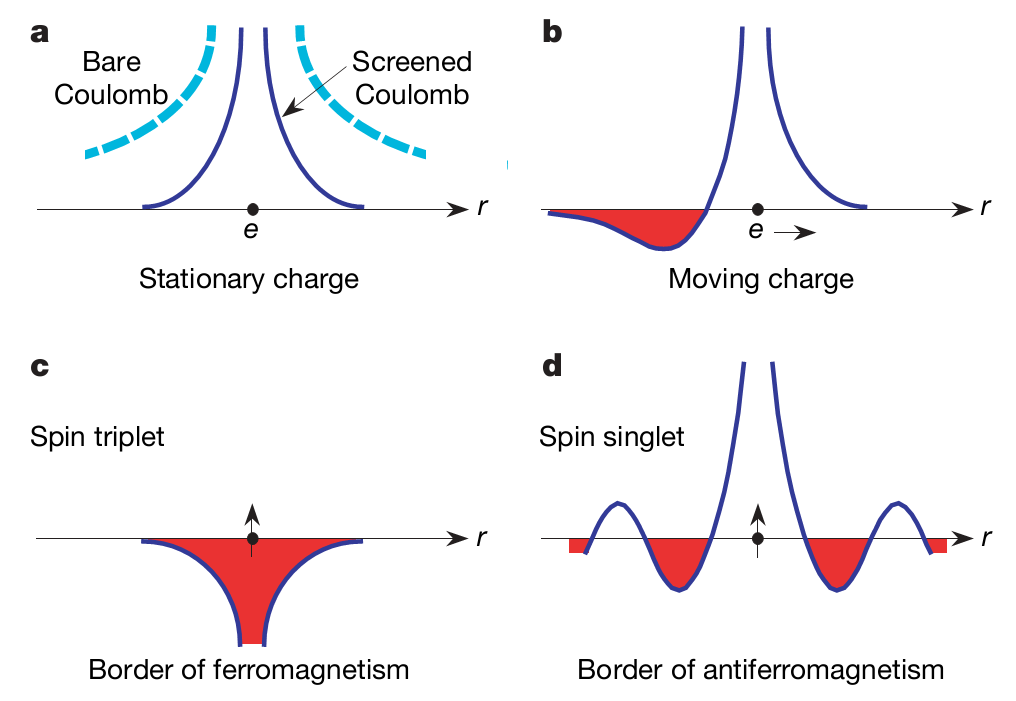 a
Bare
Coulomb
Screened
Coulomb
r
e
Stationary charge
b
r
e
Moving charge
c
Spin triplet
r
Border of ferromagnetism
d
Spin singlet
r
Border of antiferromagnetism